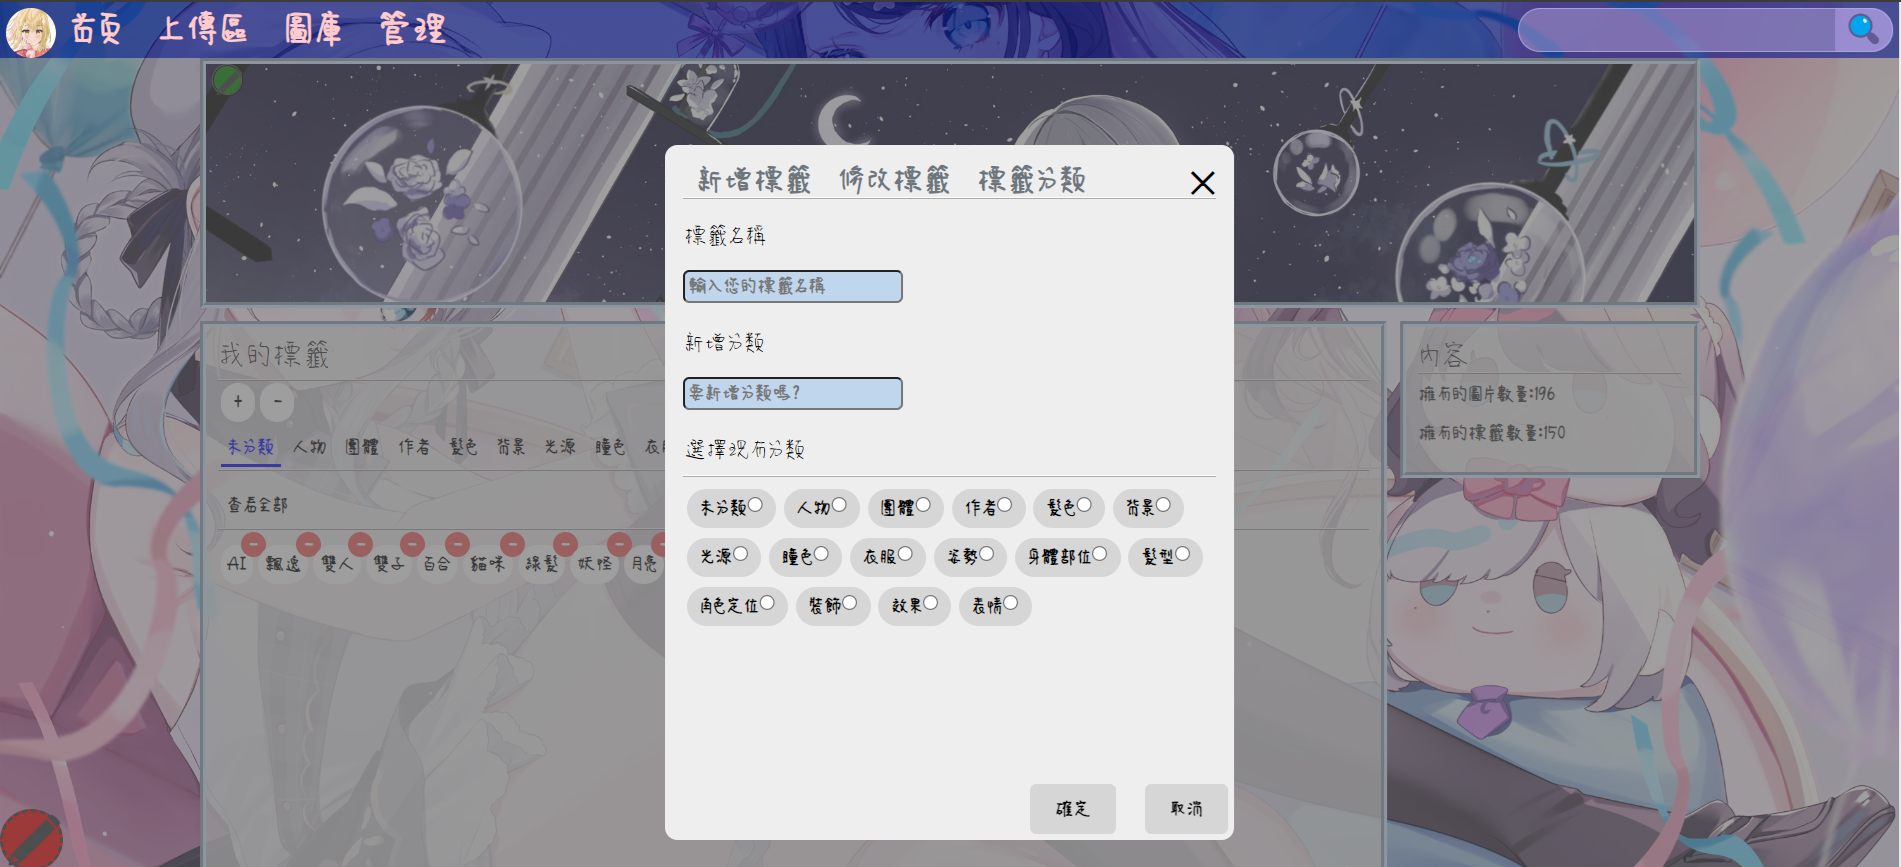 首页 上傳區 圖庫 管理
新增標籤 修改標籤 標籤分類
標籤名稱
輸入您的標籤名稱
新增分類
要新增分類嗎?
選擇現有分類
未分類 人物 團體 作者 髮色 背景
光源 瞳色 衣服 姿勢 身體部位 髮型
角色定位 裝飾 效果 表情
確定 取消
我的標籤
+ -
未分類 人物 團體 作者 髮色 背景 光源 瞳色
查看全部
AI 飄逸 雙人 雙子 百合 貓咪 綠髮 妖怪 月亮
內容
擁有的圖片數量:196
擁有的標籤數量:150